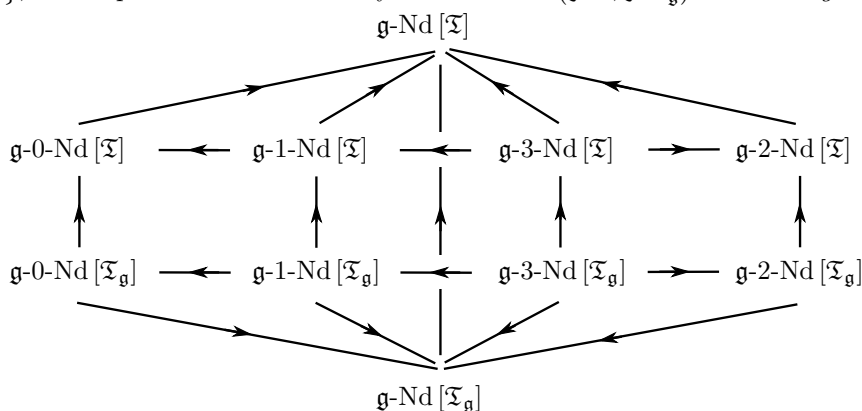 𝔤-Nd [𝔗]
𝔤-0-Nd [𝔗] 𝔤-1-Nd [𝔗] 𝔤-3-Nd [𝔗] 𝔤-2-Nd [𝔗]
𝔤-0-Nd [𝔗_𝔤] 𝔤-1-Nd [𝔗_𝔤] 𝔤-3-Nd [𝔗_𝔤] 𝔤-2-Nd [𝔗_𝔤]
𝔤-Nd [𝔗_𝔤]